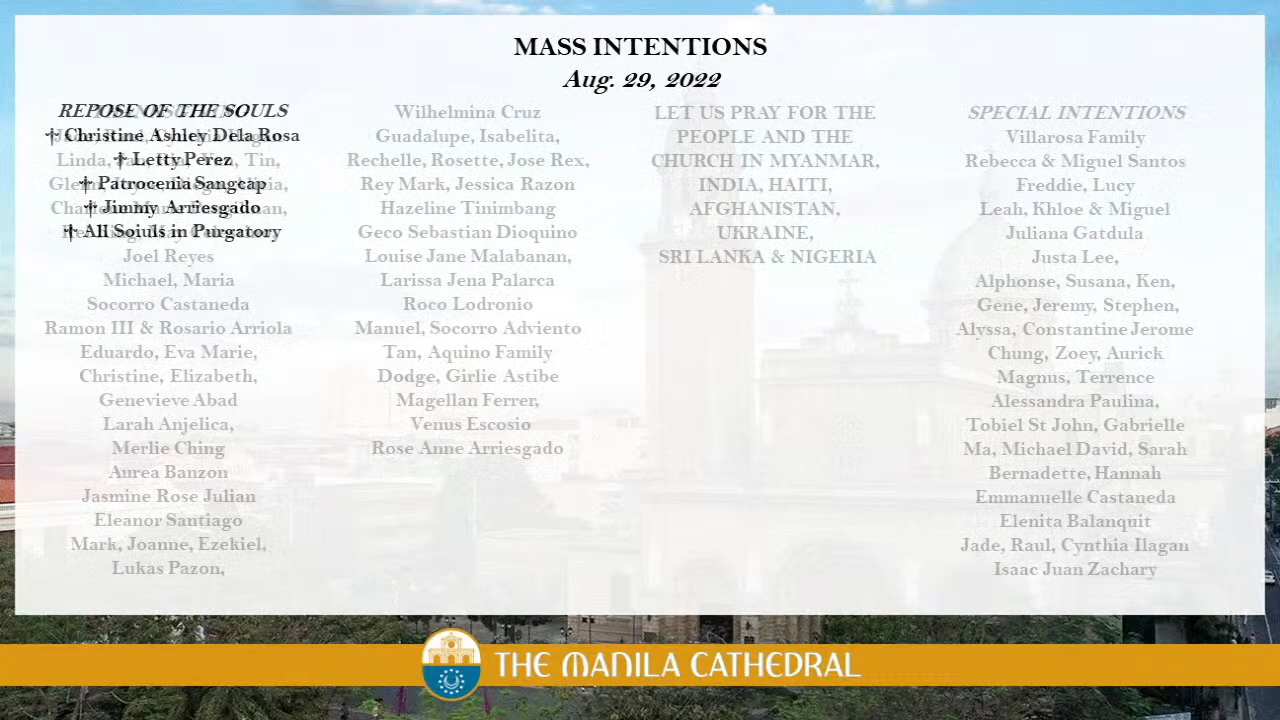 MASS INTENTIONS
Aug. 29, 2022
REPOSE OF THE SOULS
✝ Christine Ashley Dela Rosa
✝ Letty Perez
✝ Patrocenia Sangcap
✝ Jimmy Arriesgado
✝ All Soiuls in Purgatory
Linda, Tin,
Joel Reyes
Michael, Maria
Socorro Castaneda
Ramon III & Rosario Arriola
Eduardo, Eva Marie,
Christine, Elizabeth,
Genevieve Abad
Larah Anjelica,
Merlie Ching
Aurea Banzon
Jasmine Rose Julian
Eleanor Santiago
Mark, Joanne, Ezekiel,
Lukas Pazon,
Wilhelmina Cruz
Guadalupe, Isabelita,
Rechelle, Rosette, Jose Rex,
Rey Mark, Jessica Razon
Hazeline Tinimbang
Geco Sebastian Dioquino
Louise Jane Malabanan,
Larissa Jena Palarca
Roco Lodronio
Manuel, Socorro Adviento
Tan, Aquino Family
Dodge, Girlie Astibe
Magellan Ferrer,
Venus Escosio
Rose Anne Arriesgado
LET US PRAY FOR THE
PEOPLE AND THE
CHURCH IN MYANMAR,
INDIA, HAITI,
AFGHANISTAN,
UKRAINE,
SRI LANKA & NIGERIA
SPECIAL INTENTIONS
Villarosa Family
Rebecca & Miguel Santos
Freddie, Lucy
Leah, Khloe & Miguel
Juliana Gatdula
Justa Lee,
Alphonse, Susana, Ken,
Gene, Jeremy, Stephen,
Alyssa, Constantine Jerome
Chung, Zoey, Aurick
Magnus, Terrence
Alessandra Paulina,
Tobiel St John, Gabrielle
Ma, Michael David, Sarah
Bernadette, Hannah
Emmanuelle Castaneda
Elenita Balanquit
Jade, Raul, Cynthia Ilagan
Isaac Juan Zachary
THE MANILA CATHEDRAL